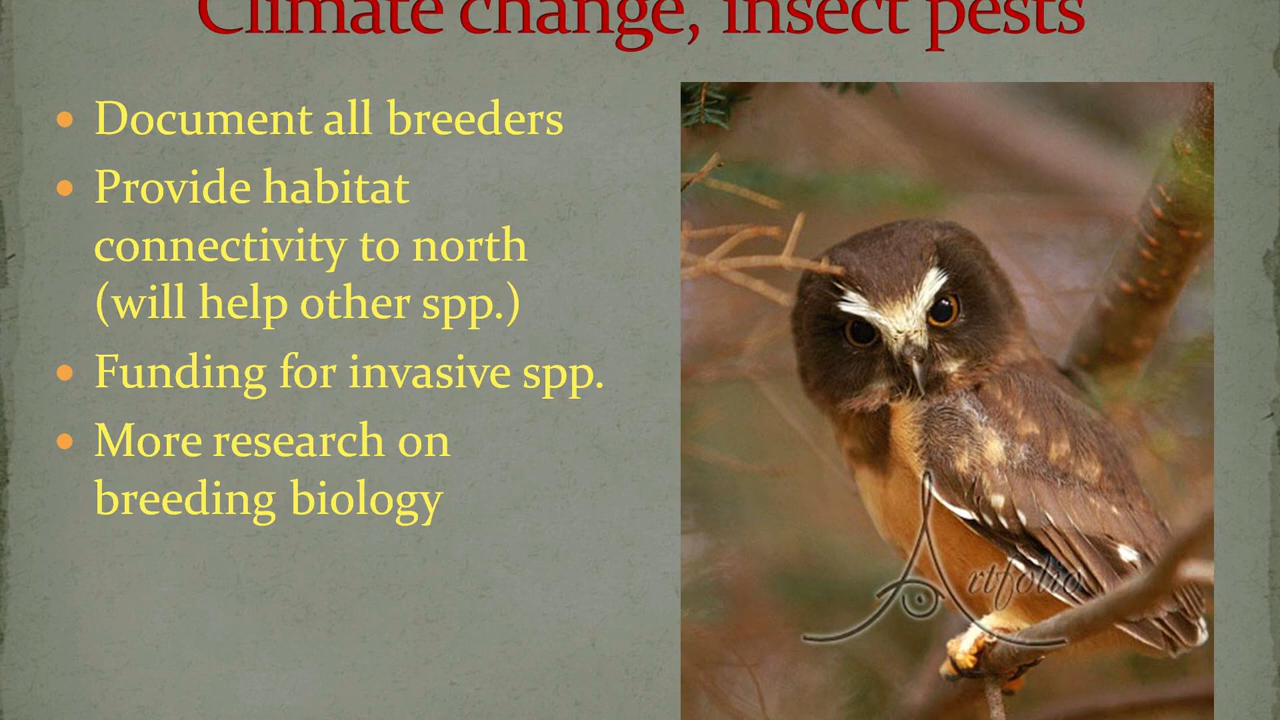 Climate change, insect pests
• Document all breeders
• Provide habitat
connectivity to north
(will help other spp.)
• Funding for invasive spp.
• More research on
breeding biology
Artfolio